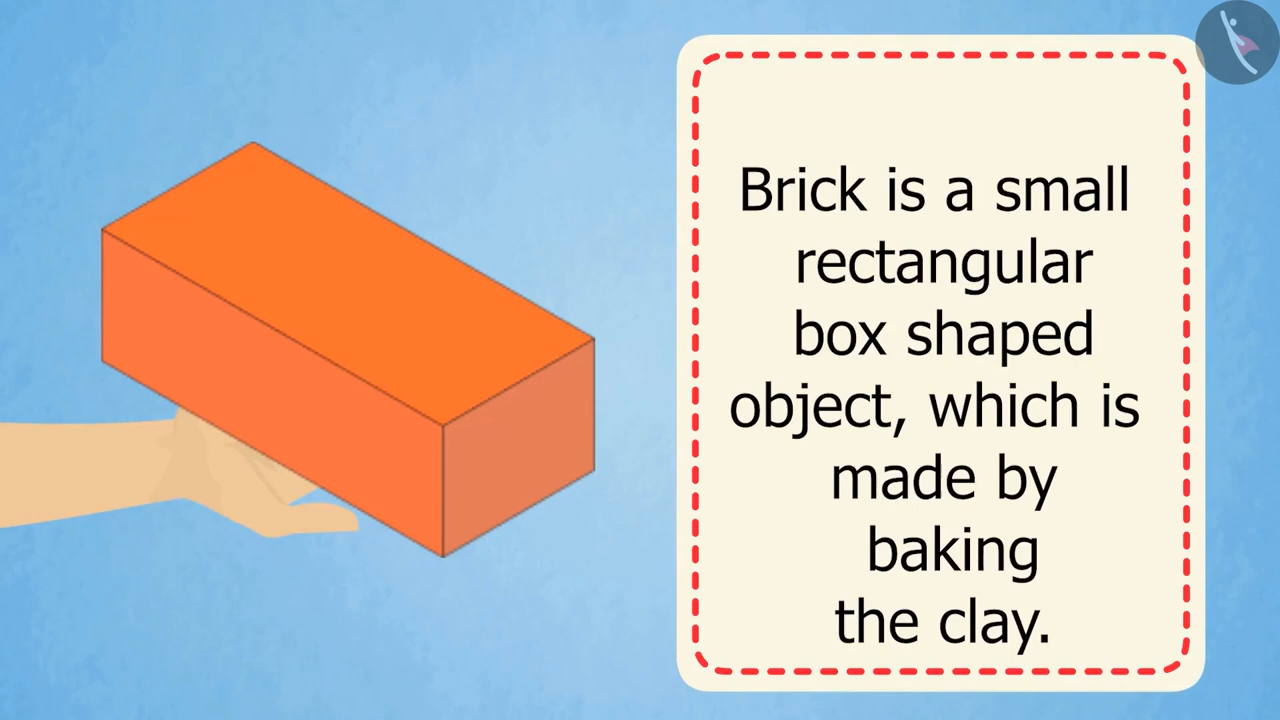 Brick is a small
rectangular
box shaped
object, which is
made by
baking
the clay.